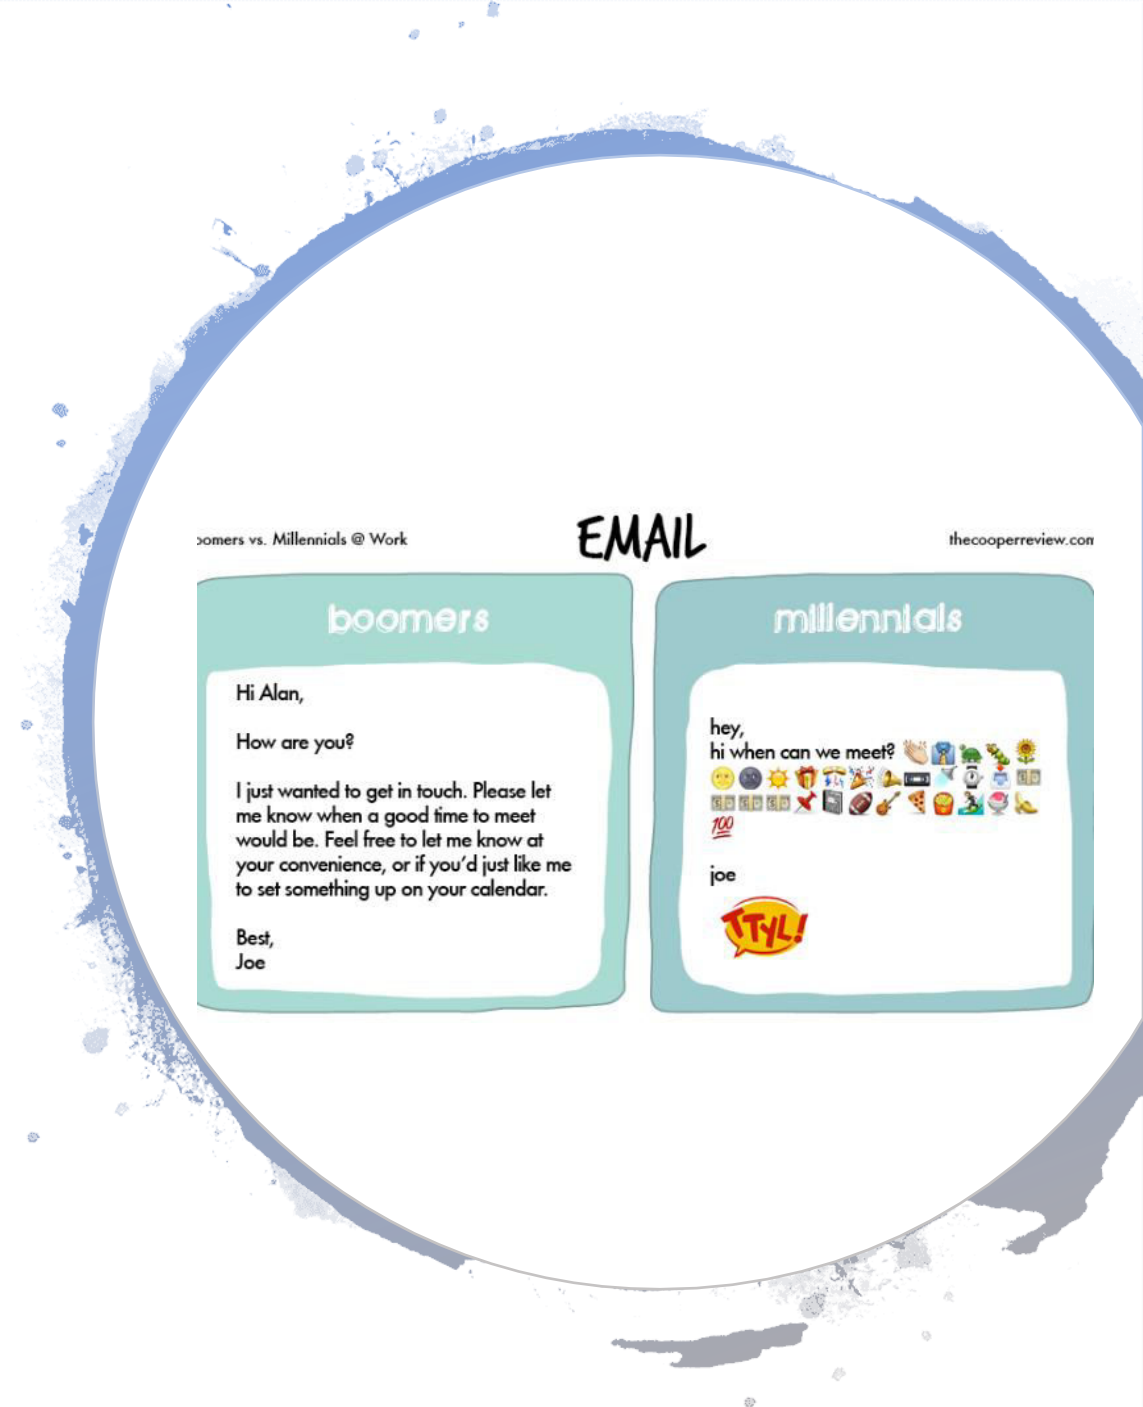 oomers vs. Millennials @ Work
EMAIL
thecooperreview.com
boomers
Hi Alan,
How are you?
I just wanted to get in touch. Please let
me know when a good time to meet
would be. Feel free to let me know at
your convenience, or if you'd just like me
to set something up on your calendar.
Best,
Joe
millennials
hey,
hi when can we meet?
100
joe
TTYL!